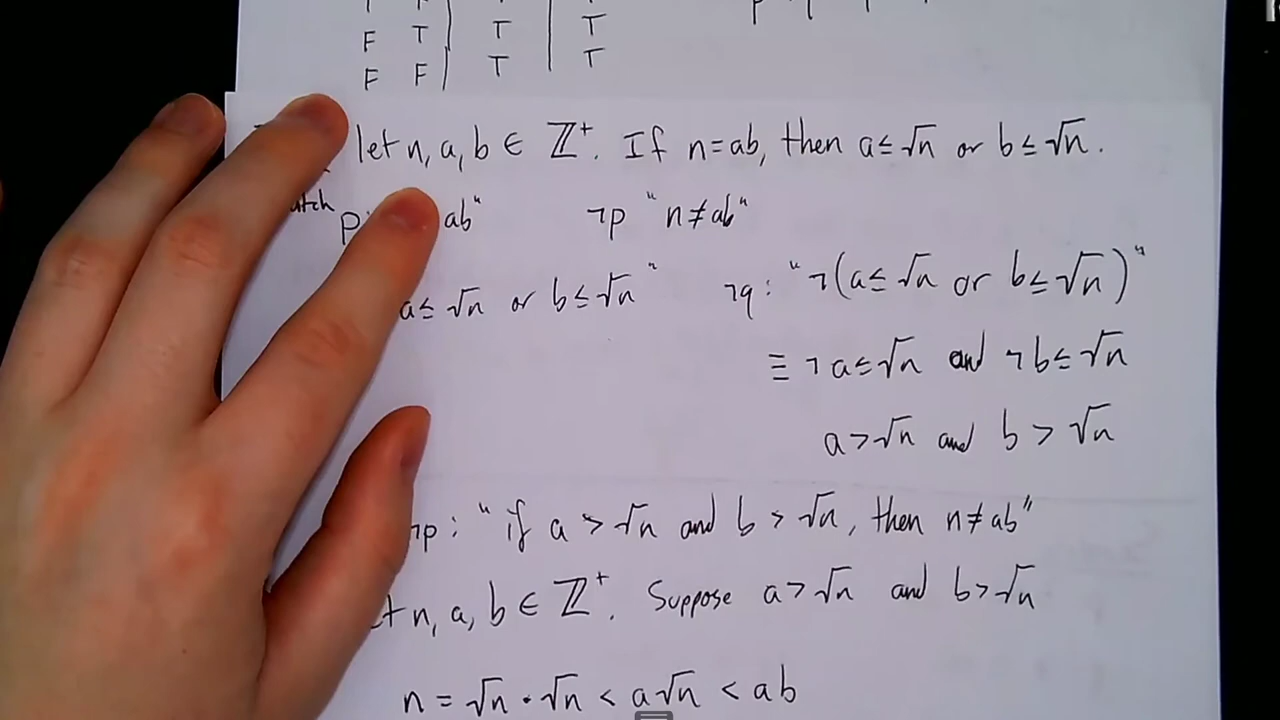 F T T T
F F T T
let n, a, b ∈ ℤ⁺. If n=ab, then a≤√n or b≤√n.
p: ab" ¬p "n≠ab"
a≤√n or b≤√n" ¬q: "¬(a≤√n or b≤√n)"
≡ ¬a≤√n and ¬b≤√n
a>√n and b>√n
¬p: "if a>√n and b>√n, then n≠ab"
n, a, b ∈ ℤ⁺. Suppose a>√n and b>√n
n = √n · √n < a√n < ab